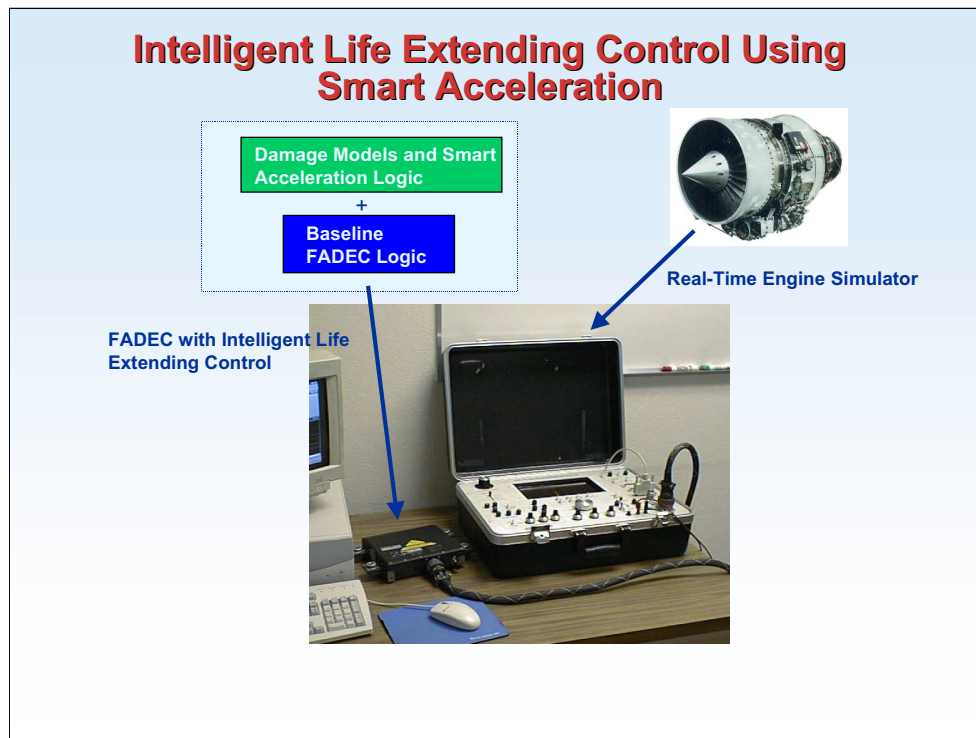 Intelligent Life Extending Control Using
Smart Acceleration
Damage Models and Smart
Acceleration Logic
+
Baseline
FADEC Logic
Real-Time Engine Simulator
FADEC with Intelligent Life
Extending Control